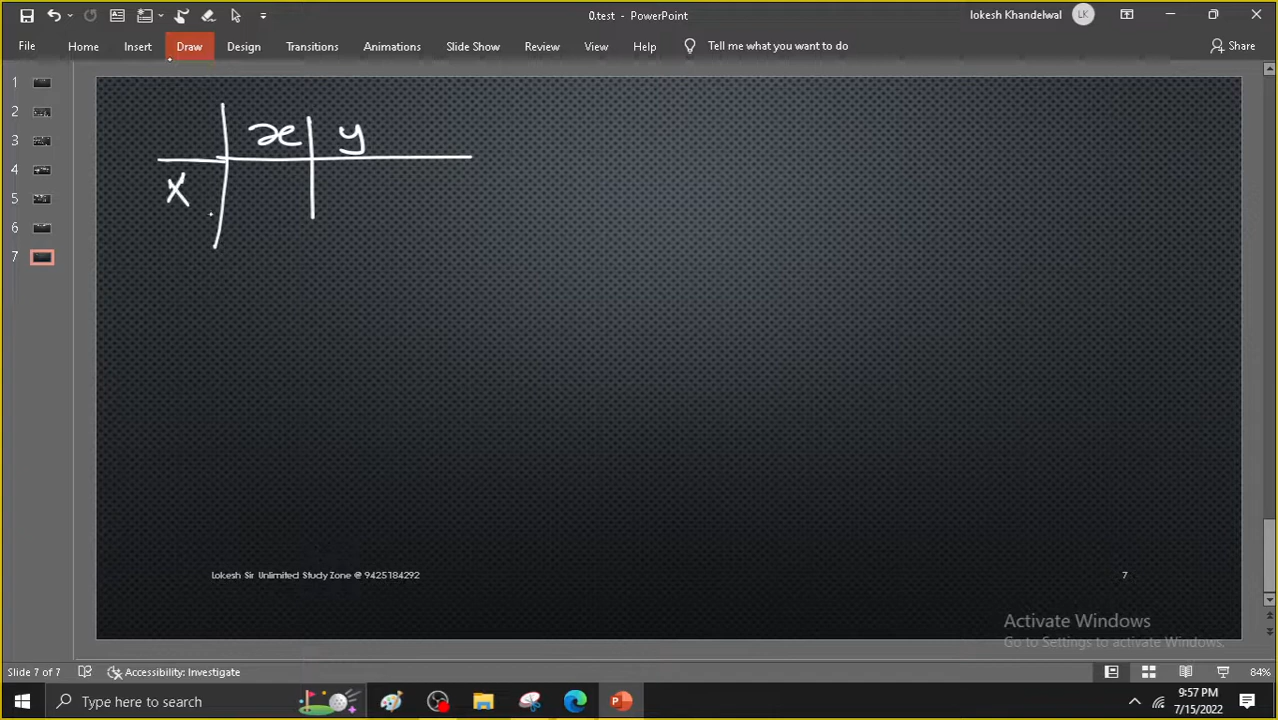 0.test - PowerPoint
lokesh Khandelwal LK
File Home Insert Draw Design Transitions Animations Slide Show Review View Help Tell me what you want to do Share
1
2
3
4
5
6
7
x y
X
Lokesh Sir Unlimited Study Zone @ 9425184292 7
Activate Windows
Go to Settings to activate Windows.
Slide 7 of 7 Accessibility: Investigate 84%
Type here to search
9:57 PM
7/15/2022